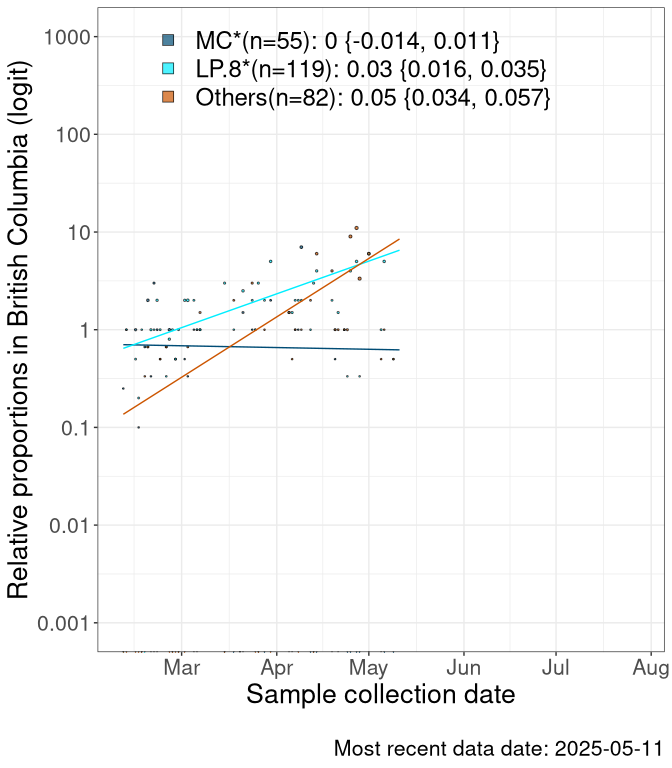 MC*(n=55): 0 {-0.014, 0.011}
LP.8*(n=119): 0.03 {0.016, 0.035}
Others(n=82): 0.05 {0.034, 0.057}
Relative proportions in British Columbia (logit)
1000
100
10
1
0.1
0.01
0.001
Mar Apr May Jun Jul Aug
Sample collection date
Most recent data date: 2025-05-11